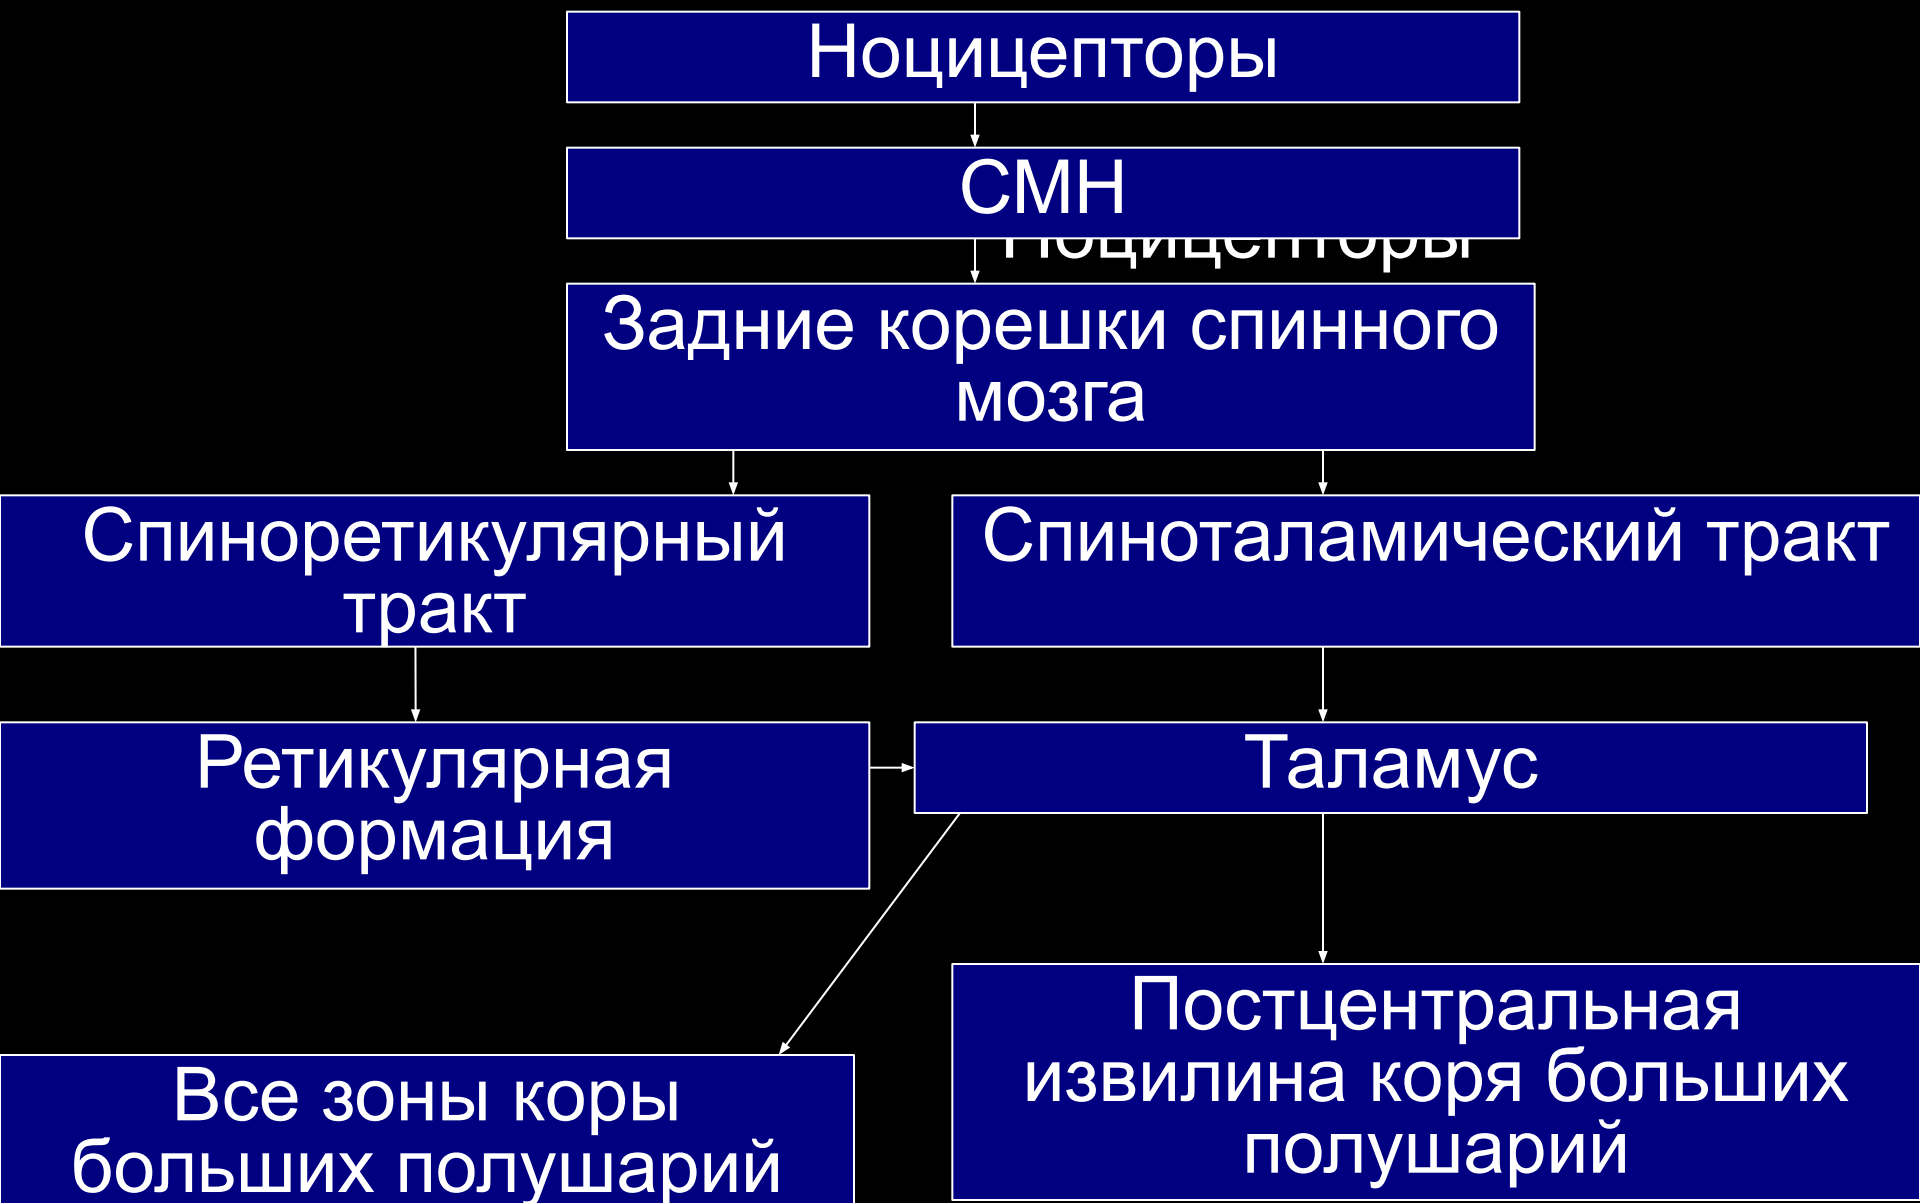 Ноцицепторы
СМН
Ноцицепторы
Задние корешки спинного
мозга
Спиноретикулярный
тракт
Спиноталамический тракт
Ретикулярная
формация
Таламус
Постцентральная
извилина коря больших
полушарий
Все зоны коры
больших полушарий